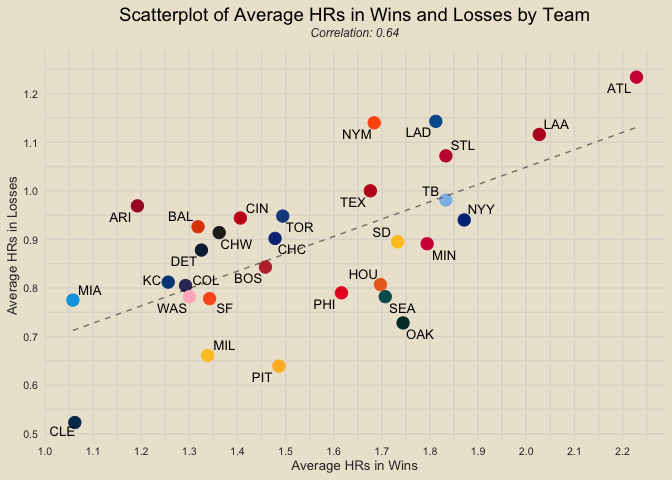 Scatterplot of Average HRs in Wins and Losses by Team
Correlation: 0.64
Average HRs in Losses
1.2
1.1
1.0
0.9
0.8
0.7
0.6
0.5
ATL
NYM
LAD
LAA
STL
TEX
TB
NYY
ARI
BAL
CIN
TOR
CHW
CHC
SD
MIN
DET
BOS
HOU
MIA
KC
COL
WAS
SF
PHI
SEA
OAK
MIL
PIT
CLE
1.0 1.1 1.2 1.3 1.4 1.5 1.6 1.7 1.8 1.9 2.0 2.1 2.2
Average HRs in Wins